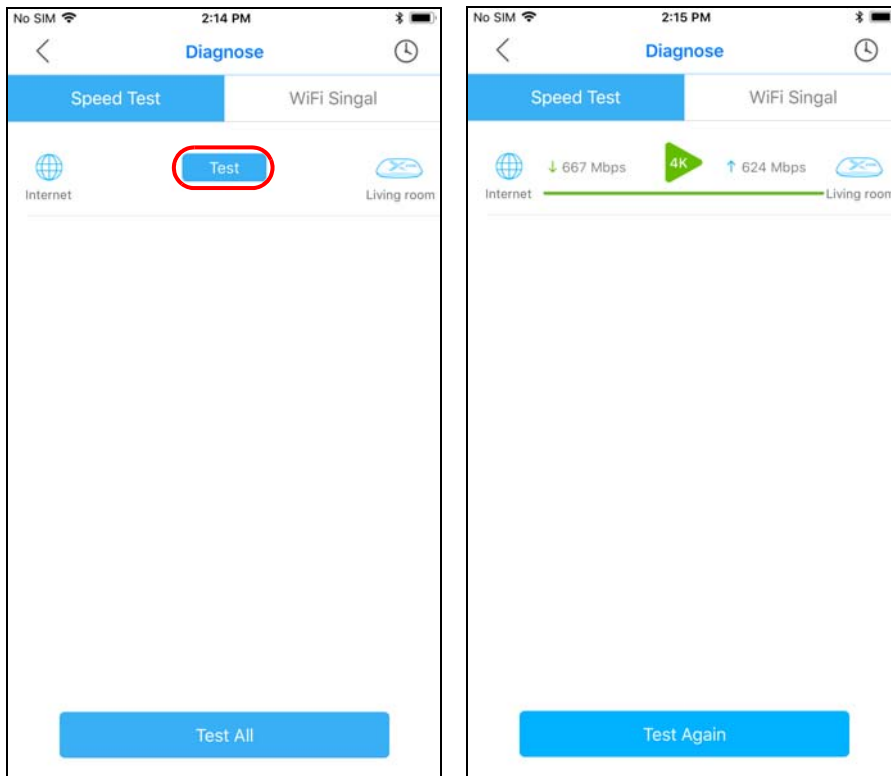 No SIM 2:14 PM
Diagnose
Speed Test WiFi Singal
Test
Internet Living room
Test All
No SIM 2:15 PM
Diagnose
Speed Test WiFi Singal
↓ 667 Mbps 4K ↑ 624 Mbps
Internet Living room
Test Again